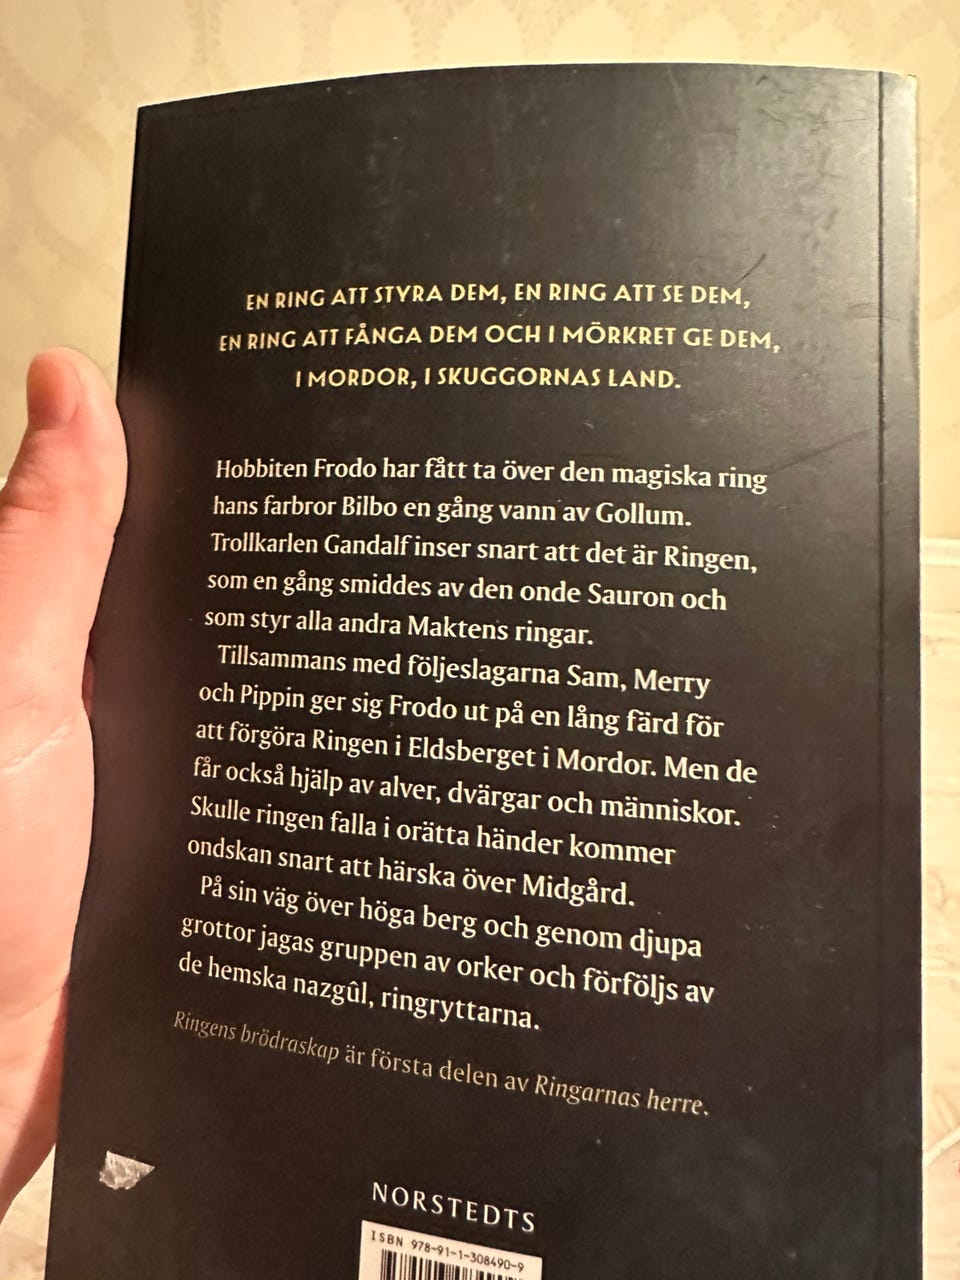 EN RING ATT STYRA DEM, EN RING ATT SE DEM,
EN RING ATT FÅNGA DEM OCH I MÖRKRET GE DEM,
I MORDOR, I SKUGGORNAS LAND.
Hobbiten Frodo har fått ta över den magiska ring
hans farbror Bilbo en gång vann av Gollum.
Trollkarlen Gandalf inser snart att det är Ringen,
som en gång smiddes av den onde Sauron och
som styr alla andra Maktens ringar.
Tillsammans med följeslagarna Sam, Merry
och Pippin ger sig Frodo ut på en lång färd för
att förgöra Ringen i Eldsberget i Mordor. Men de
får också hjälp av alver, dvärgar och människor.
Skulle ringen falla i orätta händer kommer
ondskan snart att härska över Midgård.
På sin väg över höga berg och genom djupa
grottor jagas gruppen av orker och förföljs av
de hemska nazgûl, ringryttarna.
Ringens brödraskap är första delen av Ringarnas herre.
NORSTEDTS
ISBN 978-91-1-308490-9